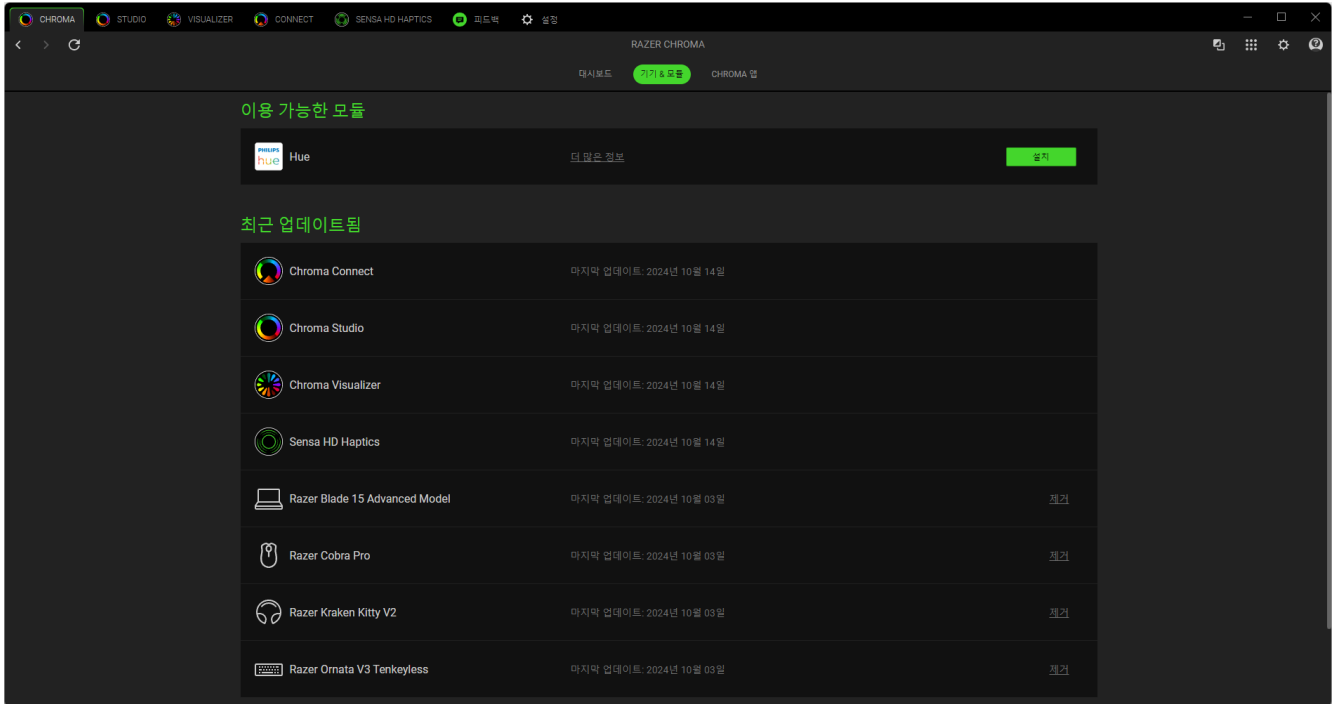 CHROMA STUDIO VISUALIZER CONNECT SENSA HD HAPTICS 피드백 설정
RAZER CHROMA
대시보드 기기 & 모듈 CHROMA 앱
이용 가능한 모듈
PHILIPS
hue
Hue 더 많은 정보 설치
최근 업데이트됨
Chroma Connect 마지막 업데이트: 2024년 10월 14일
Chroma Studio 마지막 업데이트: 2024년 10월 14일
Chroma Visualizer 마지막 업데이트: 2024년 10월 14일
Sensa HD Haptics 마지막 업데이트: 2024년 10월 14일
Razer Blade 15 Advanced Model 마지막 업데이트: 2024년 10월 03일 제거
Razer Cobra Pro 마지막 업데이트: 2024년 10월 03일 제거
Razer Kraken Kitty V2 마지막 업데이트: 2024년 10월 03일 제거
Razer Ornata V3 Tenkeyless 마지막 업데이트: 2024년 10월 03일 제거